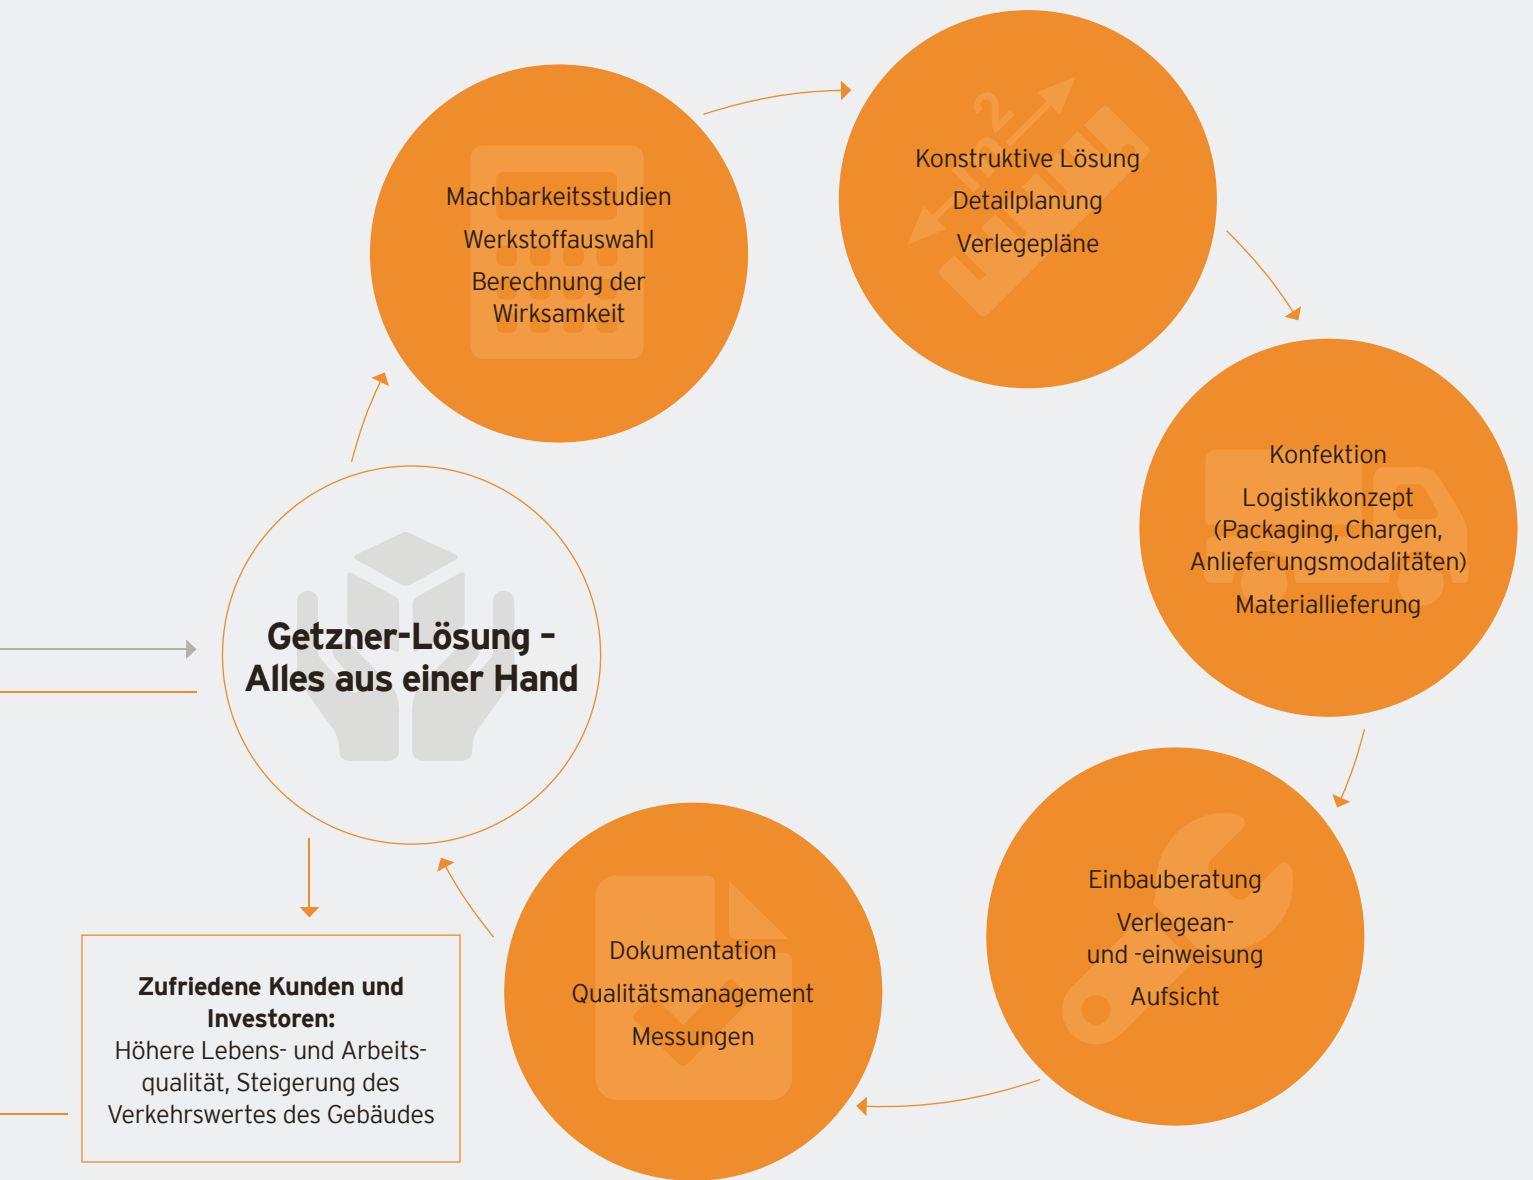 Machbarkeitsstudien
Werkstoffauswahl
Berechnung der
Wirksamkeit
m2
Konstruktive Lösung
Detailplanung
Verlegepläne
Konfektion
Logistikkonzept
(Packaging, Chargen,
Anlieferungsmodalitäten)
Materiallieferung
Einbauberatung
Verlegean-
und -einweisung
Aufsicht
Dokumentation
Qualitätsmanagement
Messungen
Getzner-Lösung –
Alles aus einer Hand
Zufriedene Kunden und
Investoren:
Höhere Lebens- und Arbeits-
qualität, Steigerung des
Verkehrswertes des Gebäudes